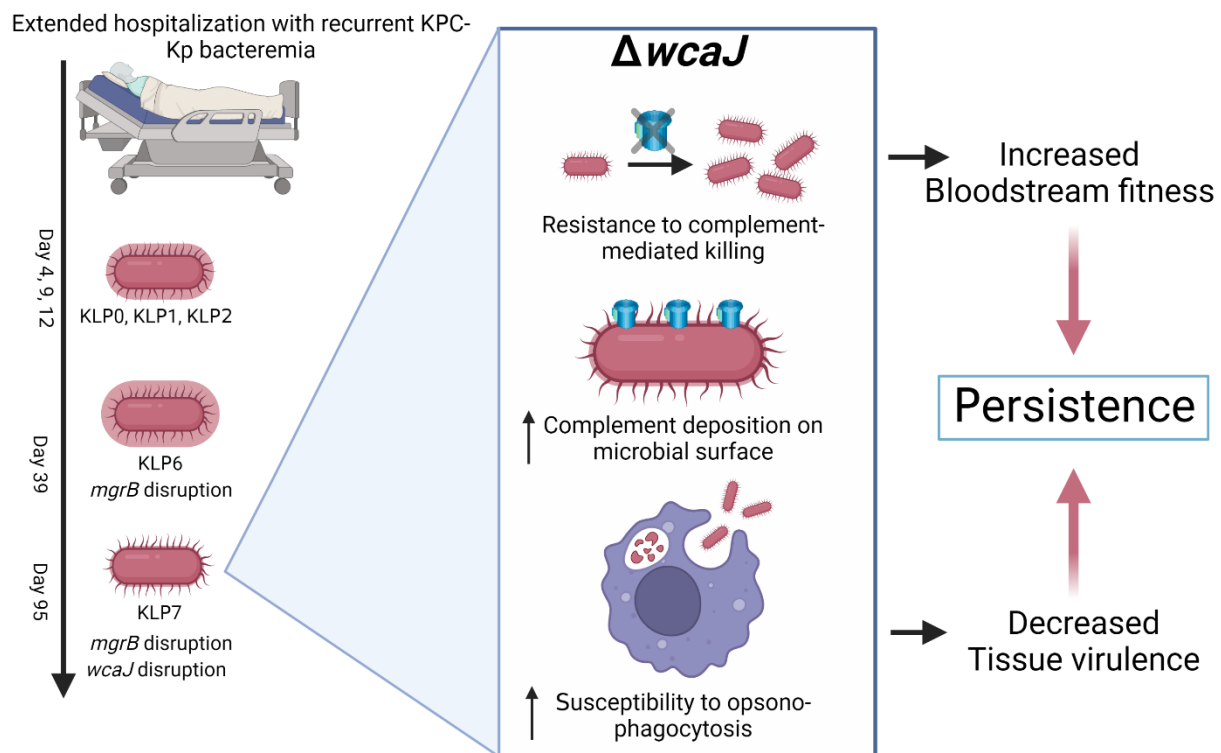 Extended hospitalization with recurrent KPC-
Kp bacteremia
Day 4, 9, 12
KLP0, KLP1, KLP2
Day 39
KLP6
mgrB disruption
Day 95
KLP7
mgrB disruption
wcaJ disruption
ΔwcaJ
Resistance to complement-
mediated killing
Complement deposition on
microbial surface
Susceptibility to opsono-
phagocytosis
Increased
Bloodstream fitness
Persistence
Decreased
Tissue virulence